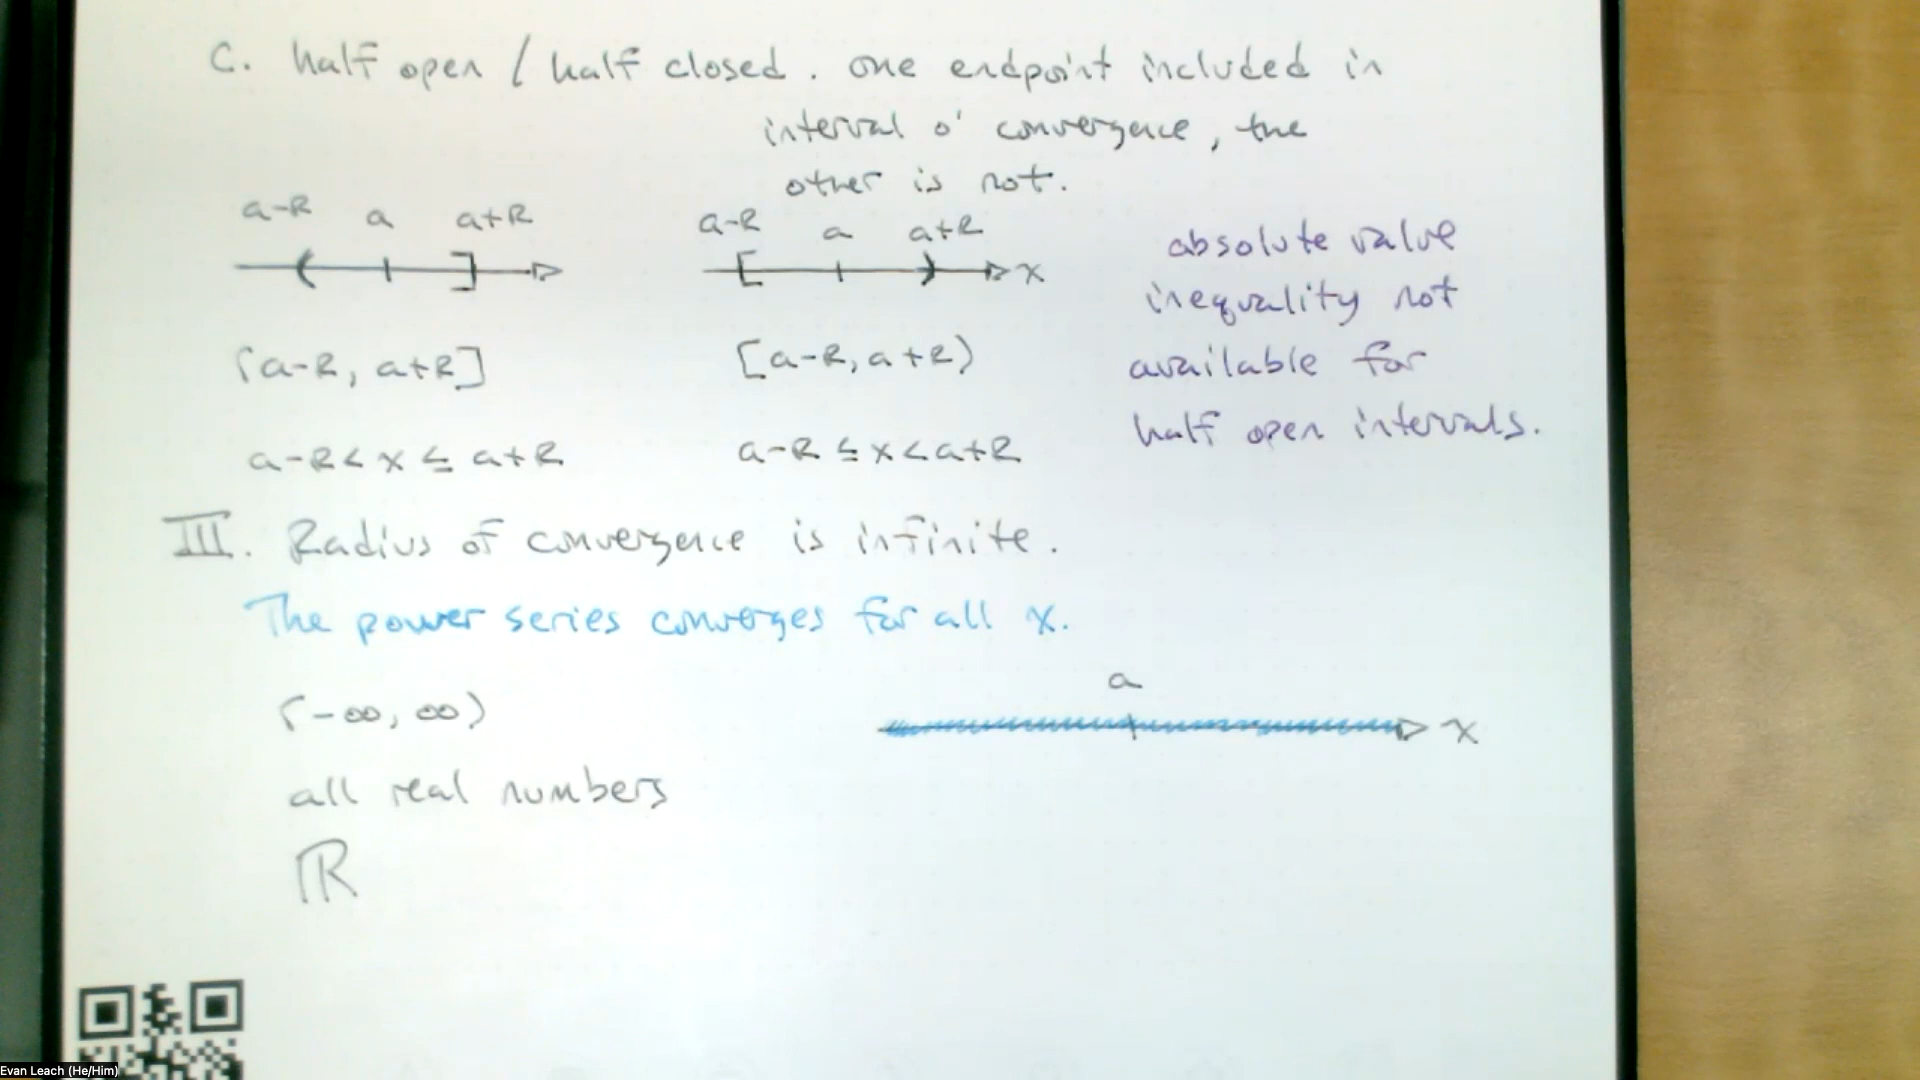 C. half open / half closed. one endpoint included in
interval o' convergence, the
other is not.
a-R a a+R
a-R a a+R
x
(a-R, a+R]
[a-R, a+R)
a-R < x ≤ a+R
a-R ≤ x < a+R
absolute value
inequality not
available for
half open intervals.
III. Radius of convergence is infinite.
The power series converges for all x.
(-∞, ∞)
a
x
all real numbers
ℝ
Evan Leach (He/Him)